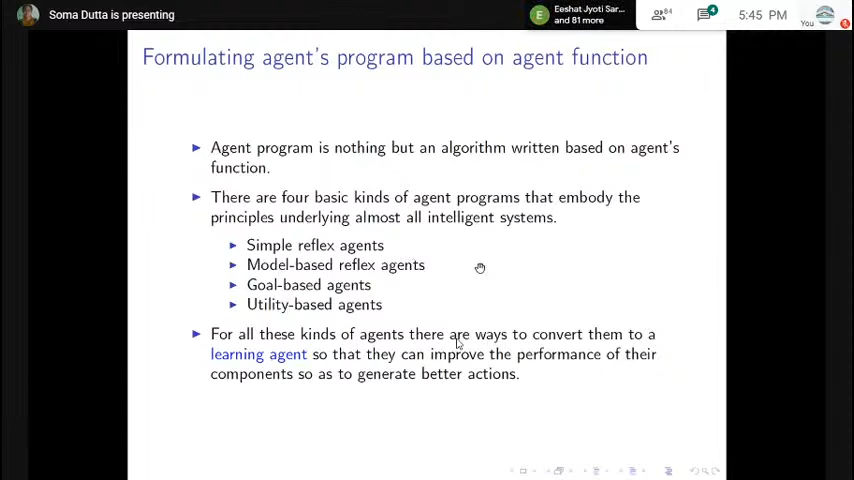 Soma Dutta is presenting
E
Eeshat Jyoti Sar...
and 81 more
84
4
5:45 PM
You
Formulating agent's program based on agent function
Agent program is nothing but an algorithm written based on agent's
function.
There are four basic kinds of agent programs that embody the
principles underlying almost all intelligent systems.
Simple reflex agents
Model-based reflex agents
Goal-based agents
Utility-based agents
For all these kinds of agents there are ways to convert them to a
learning agent so that they can improve the performance of their
components so as to generate better actions.